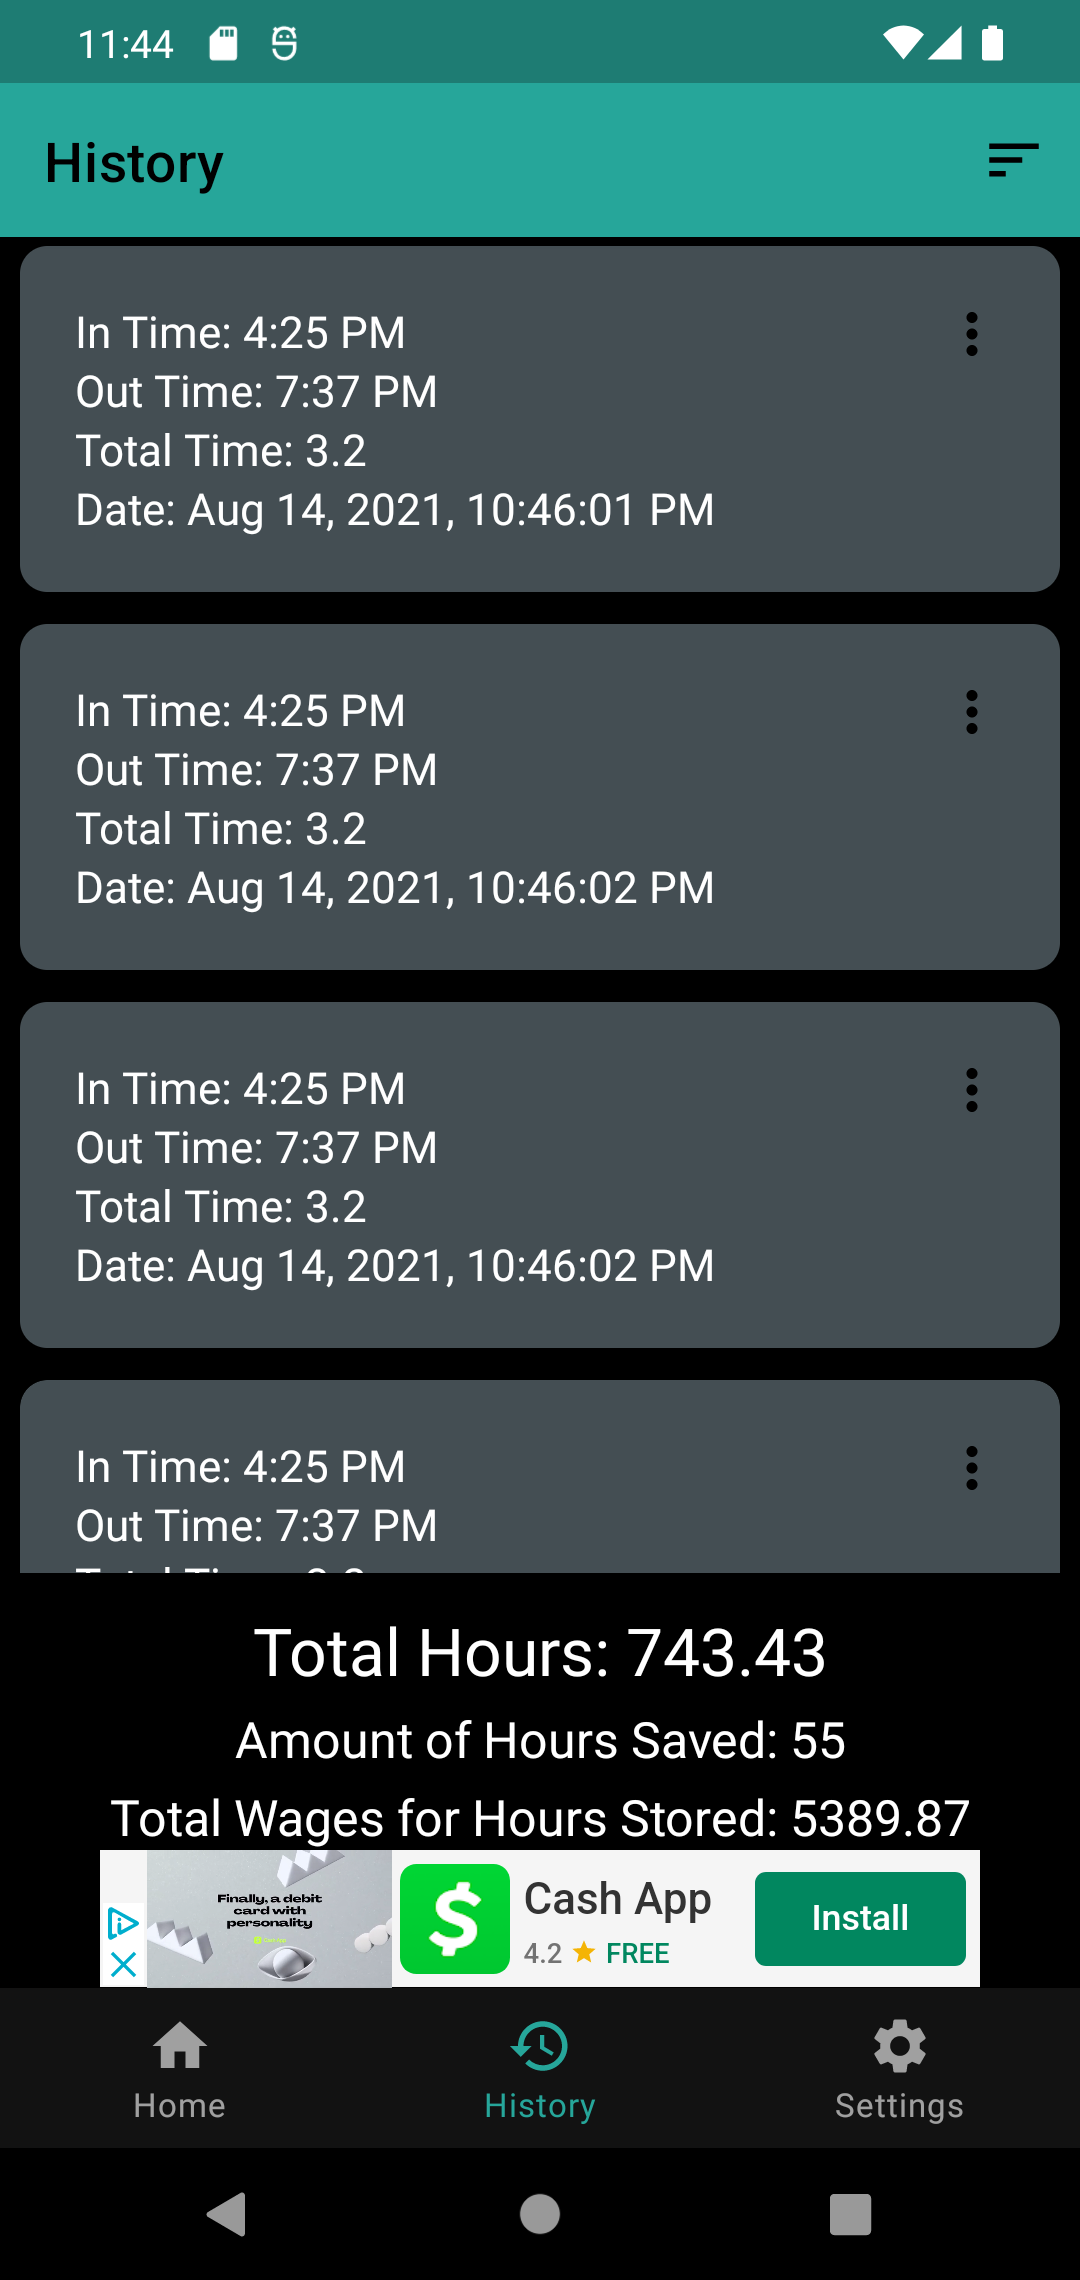 11:44
History
In Time: 4:25 PM
Out Time: 7:37 PM
Total Time: 3.2
Date: Aug 14, 2021, 10:46:01 PM
In Time: 4:25 PM
Out Time: 7:37 PM
Total Time: 3.2
Date: Aug 14, 2021, 10:46:02 PM
In Time: 4:25 PM
Out Time: 7:37 PM
Total Time: 3.2
Date: Aug 14, 2021, 10:46:02 PM
In Time: 4:25 PM
Out Time: 7:37 PM
Total Hours: 743.43
Amount of Hours Saved: 55
Total Wages for Hours Stored: 5389.87
Finally, a debit
card with
personality
Cash App
4.2 ★ FREE
Install
Home
History
Settings